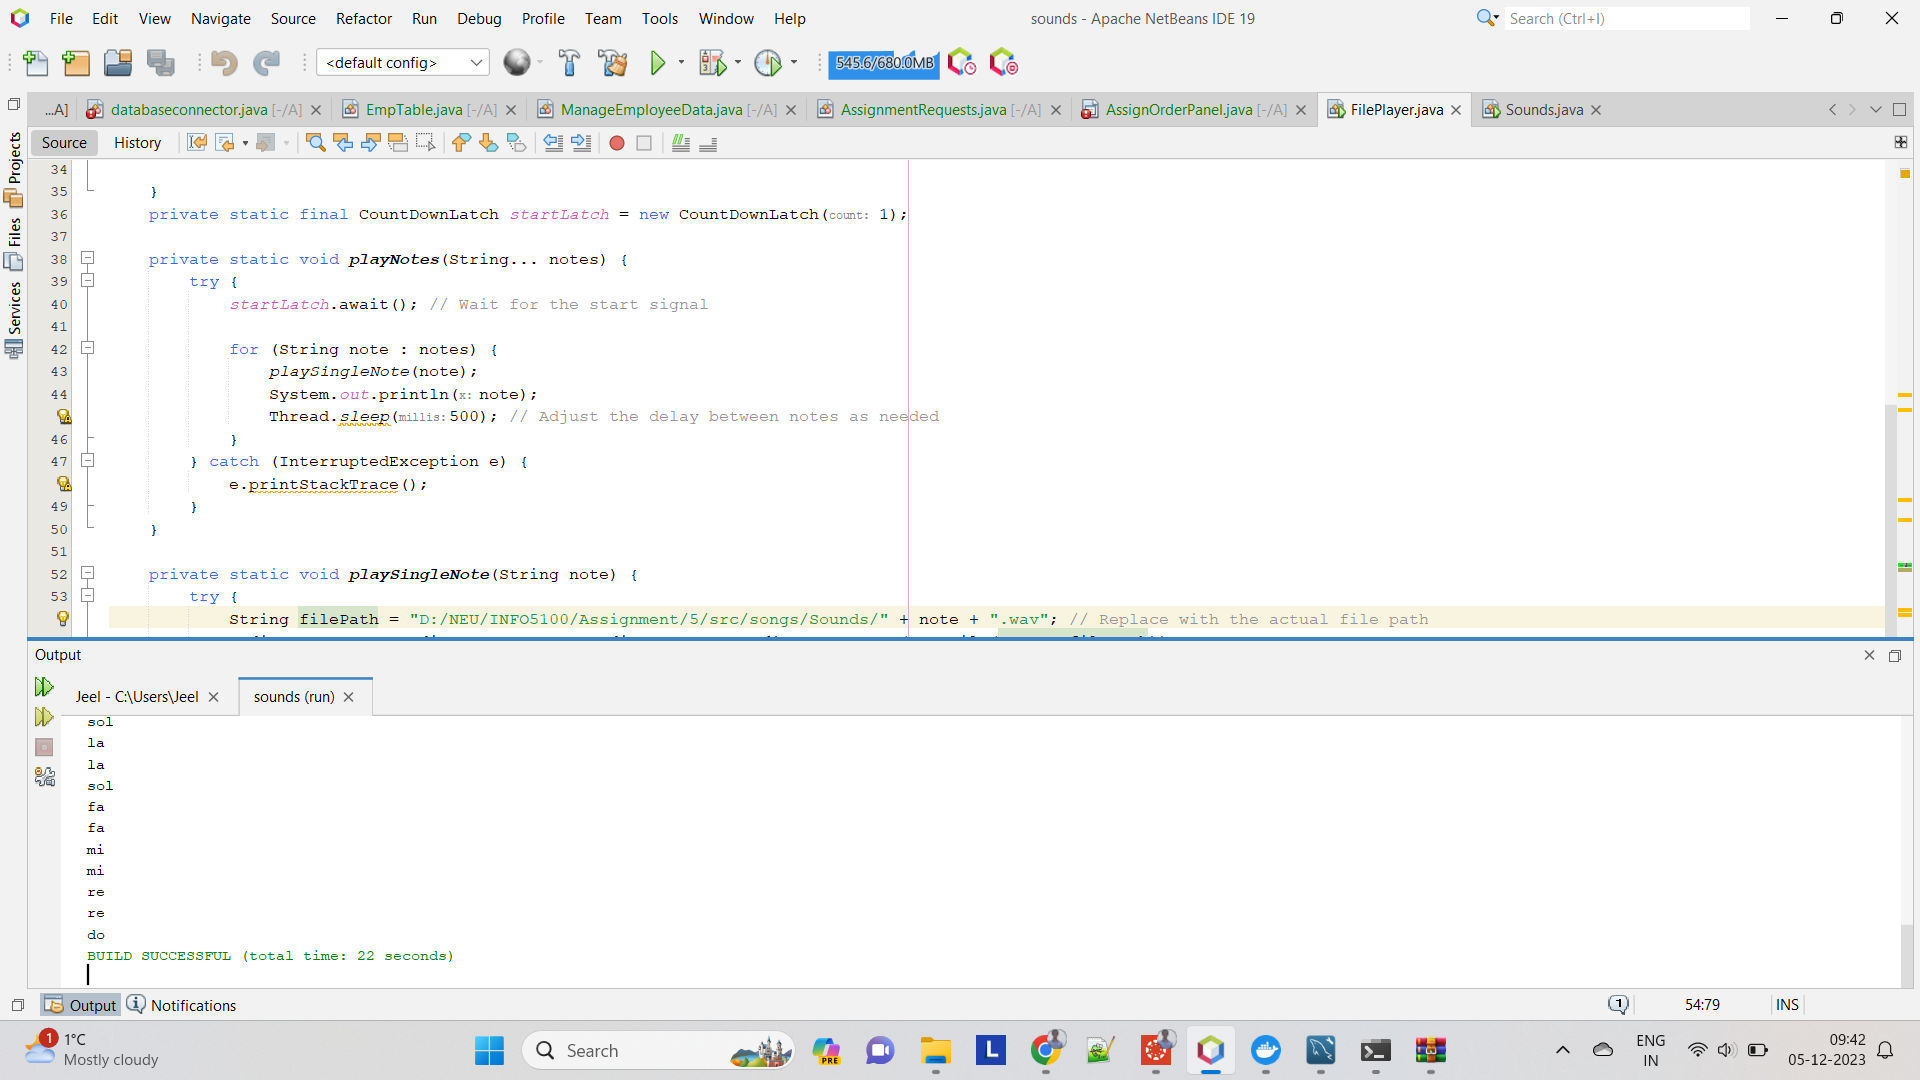 File Edit View Navigate Source Refactor Run Debug Profile Team Tools Window Help sounds - Apache NetBeans IDE 19 Search (Ctrl+I)
<default config> 545.6/680.0MB
...A] databaseconnector.java [-/A] EmpTable.java [-/A] ManageEmployeeData.java [-/A] AssignmentRequests.java [-/A] AssignOrderPanel.java [-/A] FilePlayer.java Sounds.java
Source History
Projects
Files
Services
34
35 }
36 private static final CountDownLatch startLatch = new CountDownLatch(count: 1);
37
38 private static void playNotes(String... notes) {
39 try {
40 startLatch.await(); // Wait for the start signal
41
42 for (String note : notes) {
43 playSingleNote(note);
44 System.out.println(x: note);
Thread.sleep(millis: 500); // Adjust the delay between notes as needed
46 }
47 } catch (InterruptedException e) {
e.printStackTrace();
49 }
50 }
51
52 private static void playSingleNote(String note) {
53 try {
String filePath = "D:/NEU/INFO5100/Assignment/5/src/songs/Sounds/" + note + ".wav"; // Replace with the actual file path
Output
Jeel - C:\Users\Jeel sounds (run)
sol
la
la
sol
fa
fa
mi
mi
re
re
do
BUILD SUCCESSFUL (total time: 22 seconds)
Output Notifications 1 54:79 INS
1 1°C
Mostly cloudy
Search
PRE
L
ENG
IN
09:42
05-12-2023